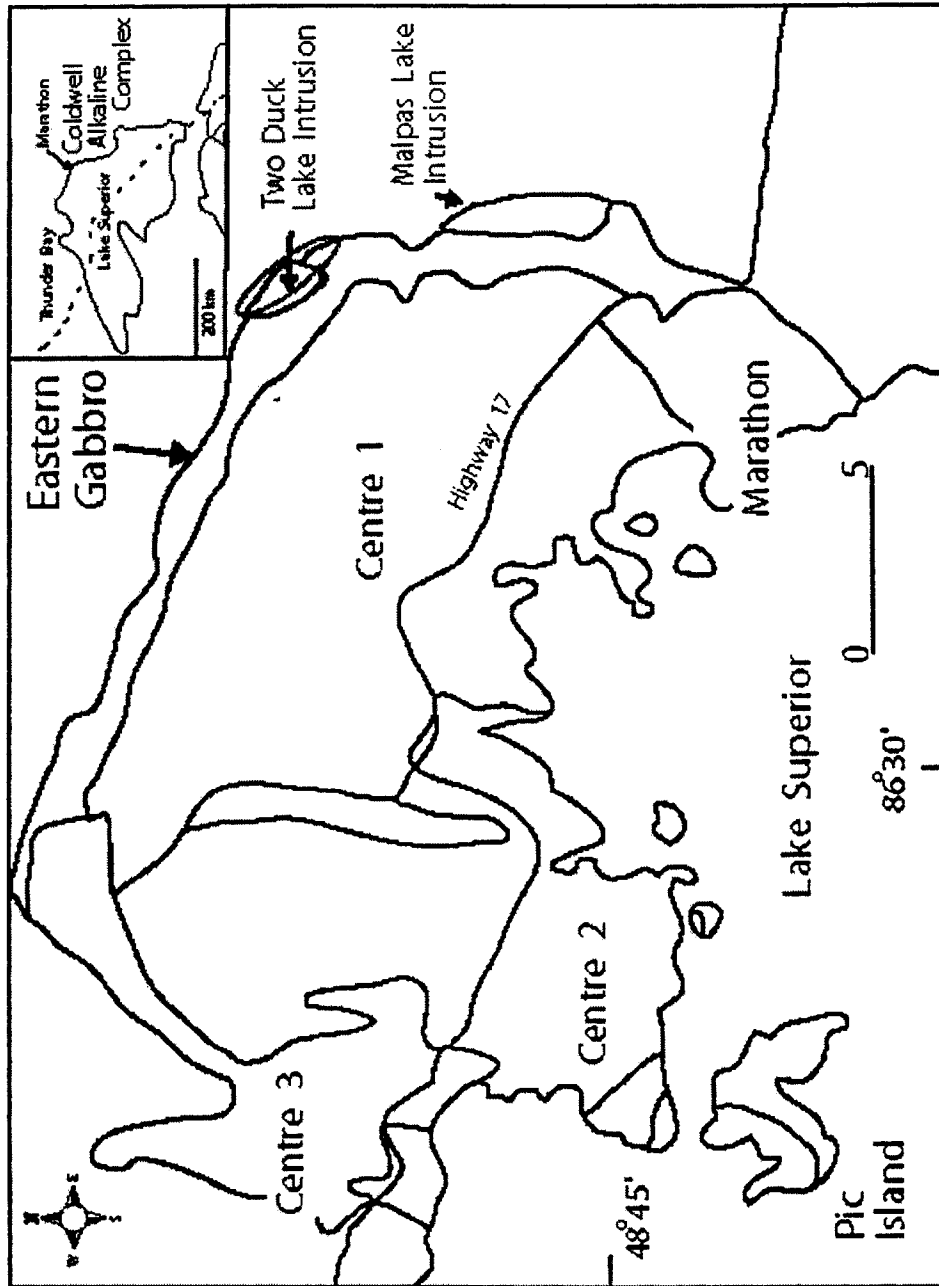 N
W
E
S
Thunder Bay
Marathon
Coldwell
Alkaline
Complex
Lake Superior
200 km
Eastern
Gabbro
Two Duck
Lake Intrusion
Malpas Lake
Intrusion
Centre 1
Highway 17
Centre 3
Centre 2
Marathon
0
5
48°45'
Lake Superior
86°30'
Pic
Island